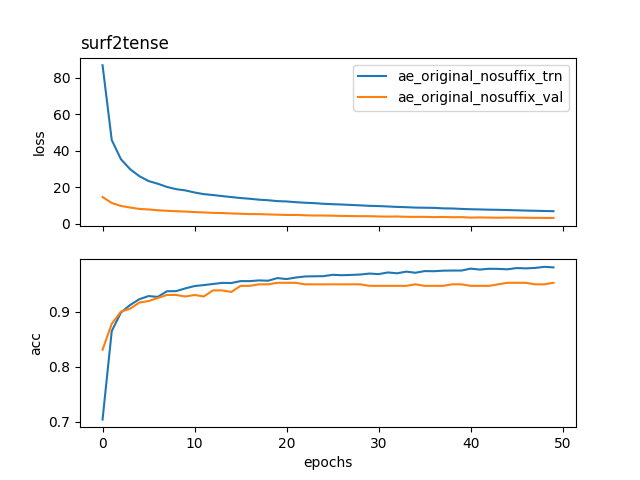 surf2tense
80
60
40
20
0
loss
ae_original_nosuffix_trn
ae_original_nosuffix_val
0.9
0.8
0.7
acc
0
10
20
30
40
50
epochs